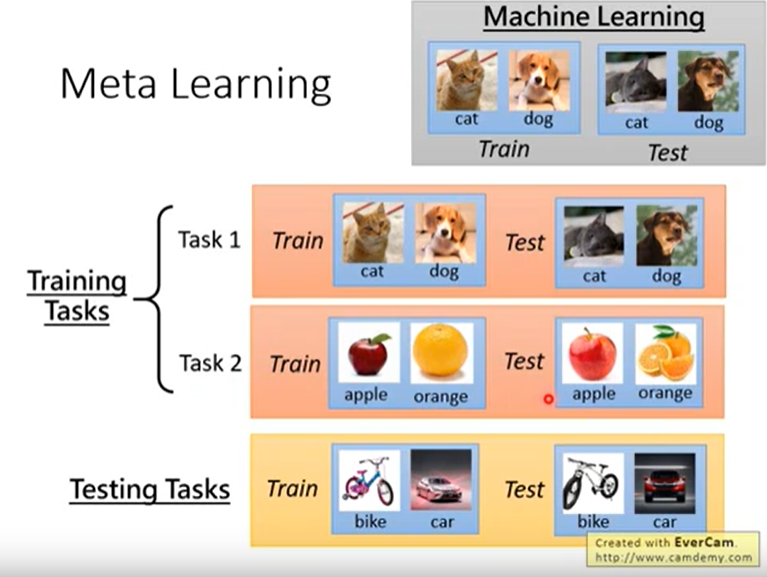 Machine Learning
cat dog cat dog
Train Test
Meta Learning
Training
Tasks
Task 1 Train cat dog Test cat dog
Task 2 Train apple orange Test apple orange
Testing Tasks Train bike car Test bike car
Created with EverCam.
http://www.camdemy.com